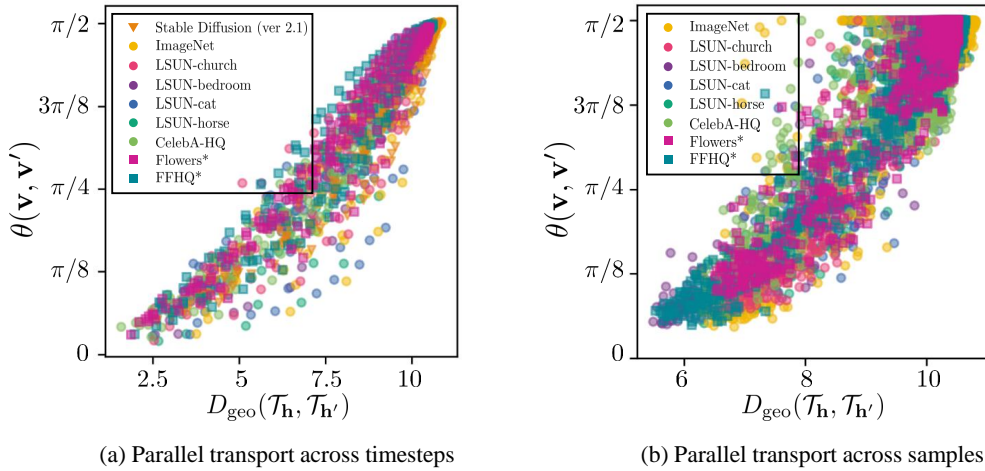 π/2
3π/8
π/4
π/8
0
θ(v, v′)
Stable Diffusion (ver 2.1)
ImageNet
LSUN-church
LSUN-bedroom
LSUN-cat
LSUN-horse
CelebA-HQ
Flowers*
FFHQ*
2.5
5
7.5
10
D_geo(𝒯_h, 𝒯_h′)
(a) Parallel transport across timesteps
π/2
3π/8
π/4
π/8
0
θ(v, v′)
ImageNet
LSUN-church
LSUN-bedroom
LSUN-cat
LSUN-horse
CelebA-HQ
Flowers*
FFHQ*
6
8
10
D_geo(𝒯_h, 𝒯_h′)
(b) Parallel transport across samples